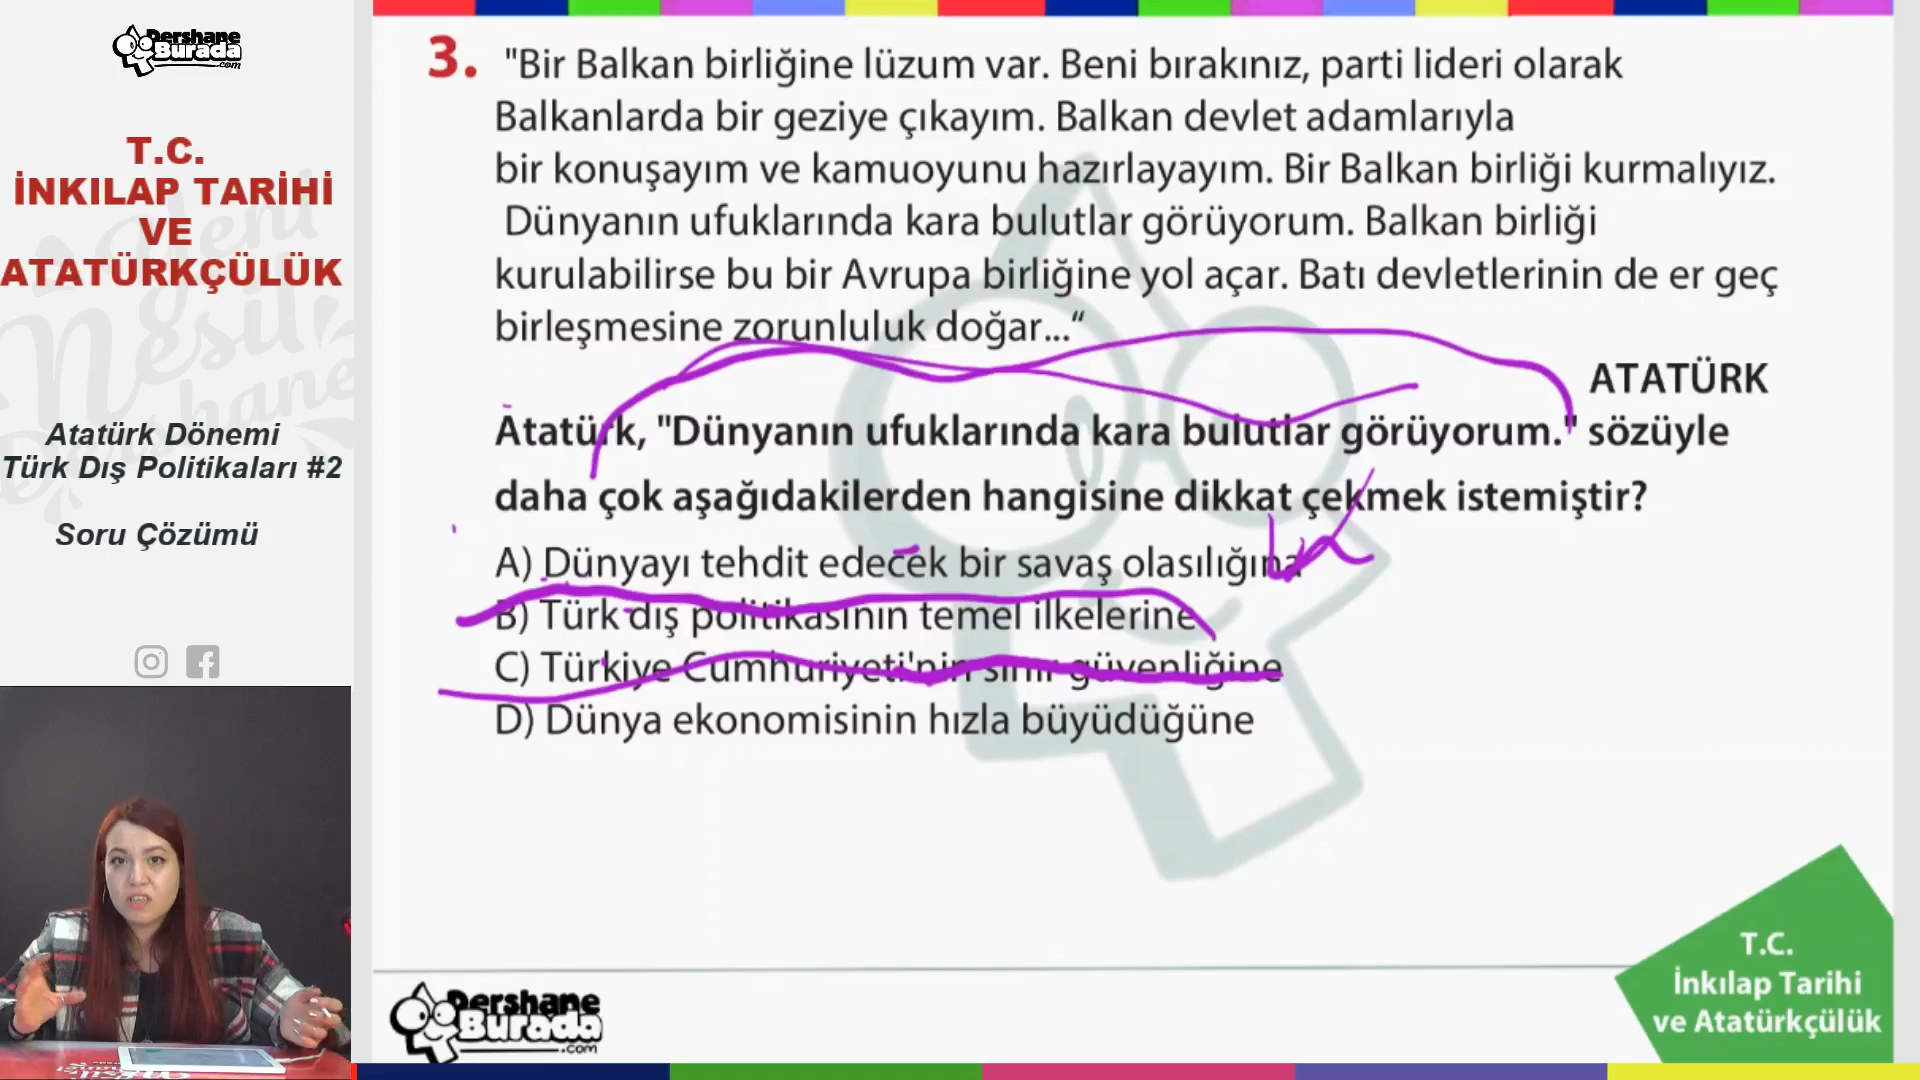 Dershane
Burada
.com
T.C.
İNKILAP TARİHİ
VE
ATATÜRKÇÜLÜK
Atatürk Dönemi
Türk Dış Politikaları #2
Soru Çözümü
3. "Bir Balkan birliğine lüzum var. Beni bırakınız, parti lideri olarak
Balkanlarda bir geziye çıkayım. Balkan devlet adamlarıyla
bir konuşayım ve kamuoyunu hazırlayayım. Bir Balkan birliği kurmalıyız.
Dünyanın ufuklarında kara bulutlar görüyorum. Balkan birliği
kurulabilirse bu bir Avrupa birliğine yol açar. Batı devletlerinin de er geç
birleşmesine zorunluluk doğar...“
ATATÜRK
Atatürk, "Dünyanın ufuklarında kara bulutlar görüyorum." sözüyle
daha çok aşağıdakilerden hangisine dikkat çekmek istemiştir?
A) Dünyayı tehdit edecek bir savaş olasılığına
B) Türk dış politikasının temel ilkelerine
C) Türkiye Cumhuriyeti'nin sınır güvenliğine
D) Dünya ekonomisinin hızla büyüdüğüne
Dershane
Burada
.com
T.C.
İnkılap Tarihi
ve Atatürkçülük